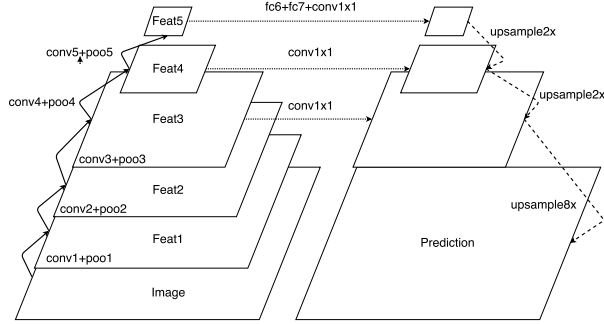 Feat5
fc6+fc7+conv1x1
upsample2x
conv5+poo5
Feat4
conv1x1
upsample2x
conv4+poo4
Feat3
conv1x1
conv3+poo3
Feat2
conv2+poo2
upsample8x
Feat1
Prediction
conv1+poo1
Image